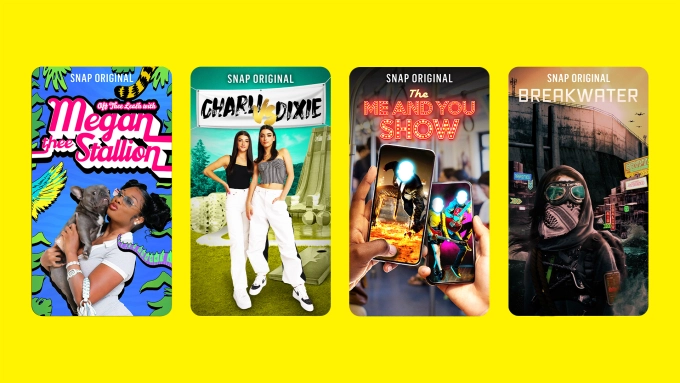 SNAP ORIGINAL
Off Thee Leash with
Megan
thee
Stallion
SNAP ORIGINAL
CHARLI VS DIXIE
SNAP ORIGINAL
The
ME AND YOU
SHOW
SNAP ORIGINAL
BREAKWATER